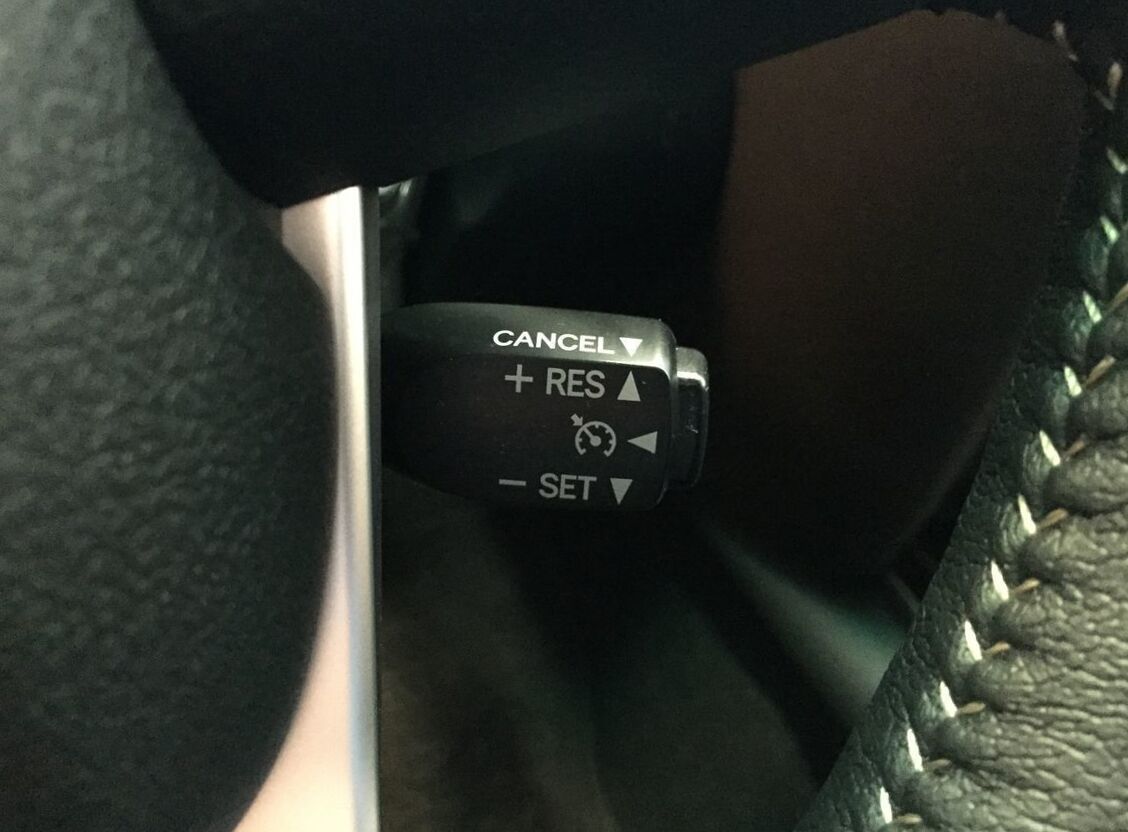 CANCEL▼
+ RES ▲
◀
− SET ▼